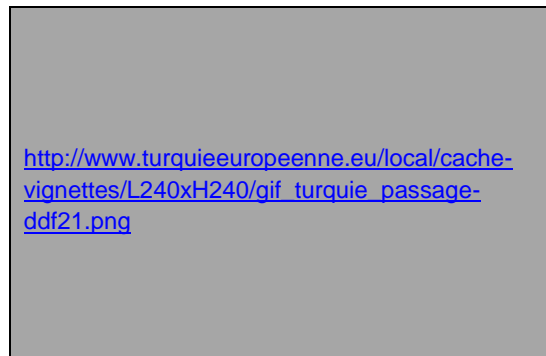 http://www.turquieeuropeenne.eu/local/cache-
vignettes/L240xH240/gif_turquie_passage-
ddf21.png